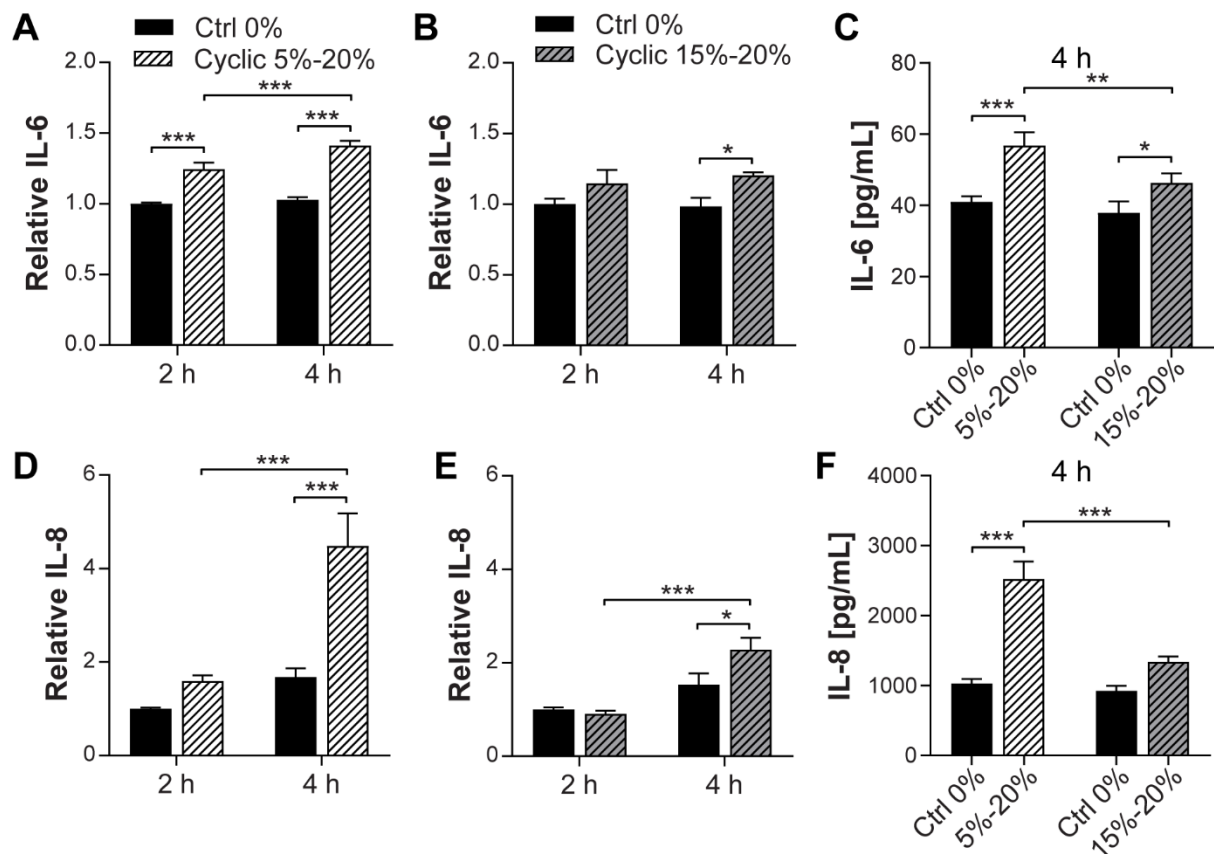 A
Ctrl 0%
Cyclic 5%-20%
Relative IL-6
2.0
1.5
1.0
0.5
0.0
***
***
***
2 h
4 h
B
Ctrl 0%
Cyclic 15%-20%
Relative IL-6
2.0
1.5
1.0
0.5
0.0
*
2 h
4 h
C
4 h
IL-6 [pg/mL]
80
60
40
20
0
***
**
*
Ctrl 0%
5%-20%
Ctrl 0%
15%-20%
D
Relative IL-8
6
4
2
0
***
***
2 h
4 h
E
Relative IL-8
6
4
2
0
***
*
2 h
4 h
F
4 h
IL-8 [pg/mL]
4000
3000
2000
1000
0
***
***
Ctrl 0%
5%-20%
Ctrl 0%
15%-20%